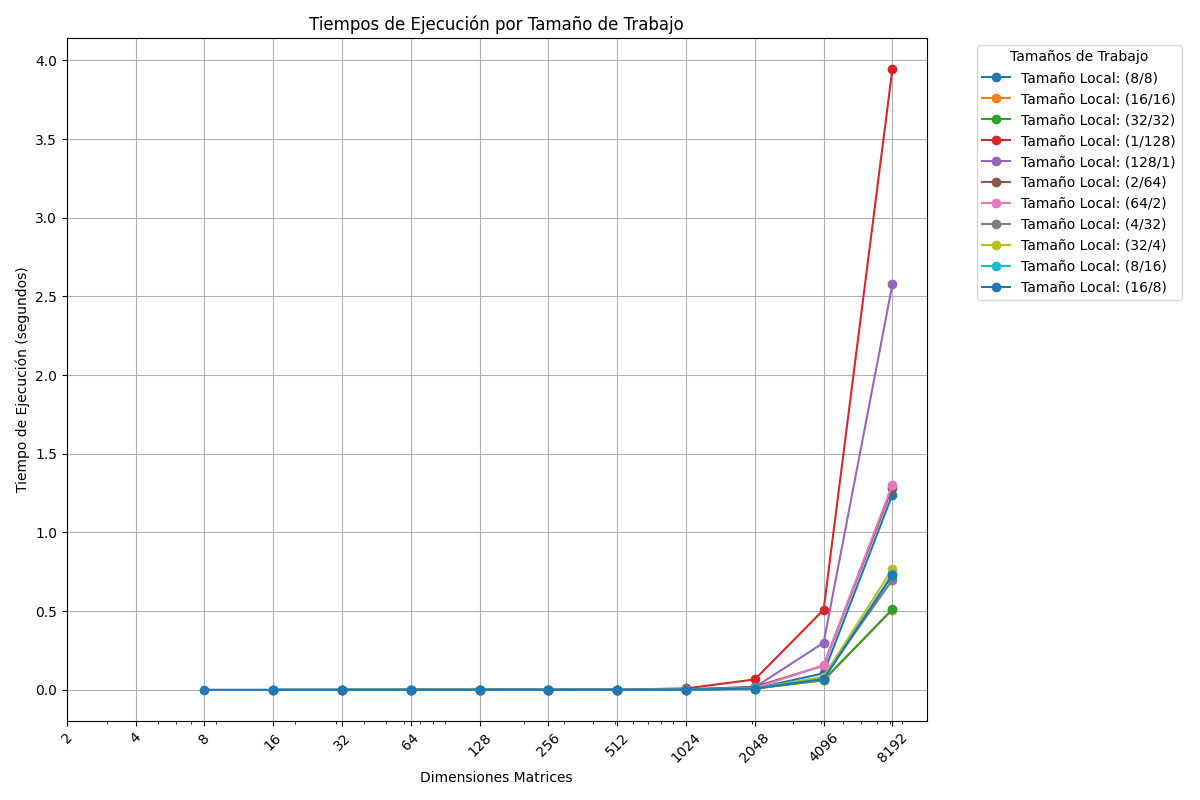 Tiempos de Ejecución por Tamaño de Trabajo
Tiempo de Ejecución (segundos)
4.0
3.5
3.0
2.5
2.0
1.5
1.0
0.5
0.0
2 4 8 16 32 64 128 256 512 1024 2048 4096 8192
Dimensiones Matrices
Tamaños de Trabajo
Tamaño Local: (8/8)
Tamaño Local: (16/16)
Tamaño Local: (32/32)
Tamaño Local: (1/128)
Tamaño Local: (128/1)
Tamaño Local: (2/64)
Tamaño Local: (64/2)
Tamaño Local: (4/32)
Tamaño Local: (32/4)
Tamaño Local: (8/16)
Tamaño Local: (16/8)